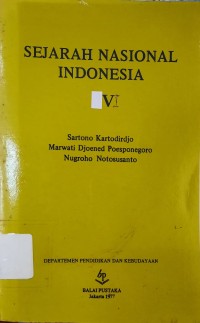 SEJARAH NASIONAL
INDONESIA
VI
Sartono Kartodirdjo
Marwati Djoened Poesponegoro
Nugroho Notosusanto
DEPARTEMEN PENDIDIKAN DAN KEBUDAYAAN
bp
BALAI PUSTAKA
Jakarta 1977